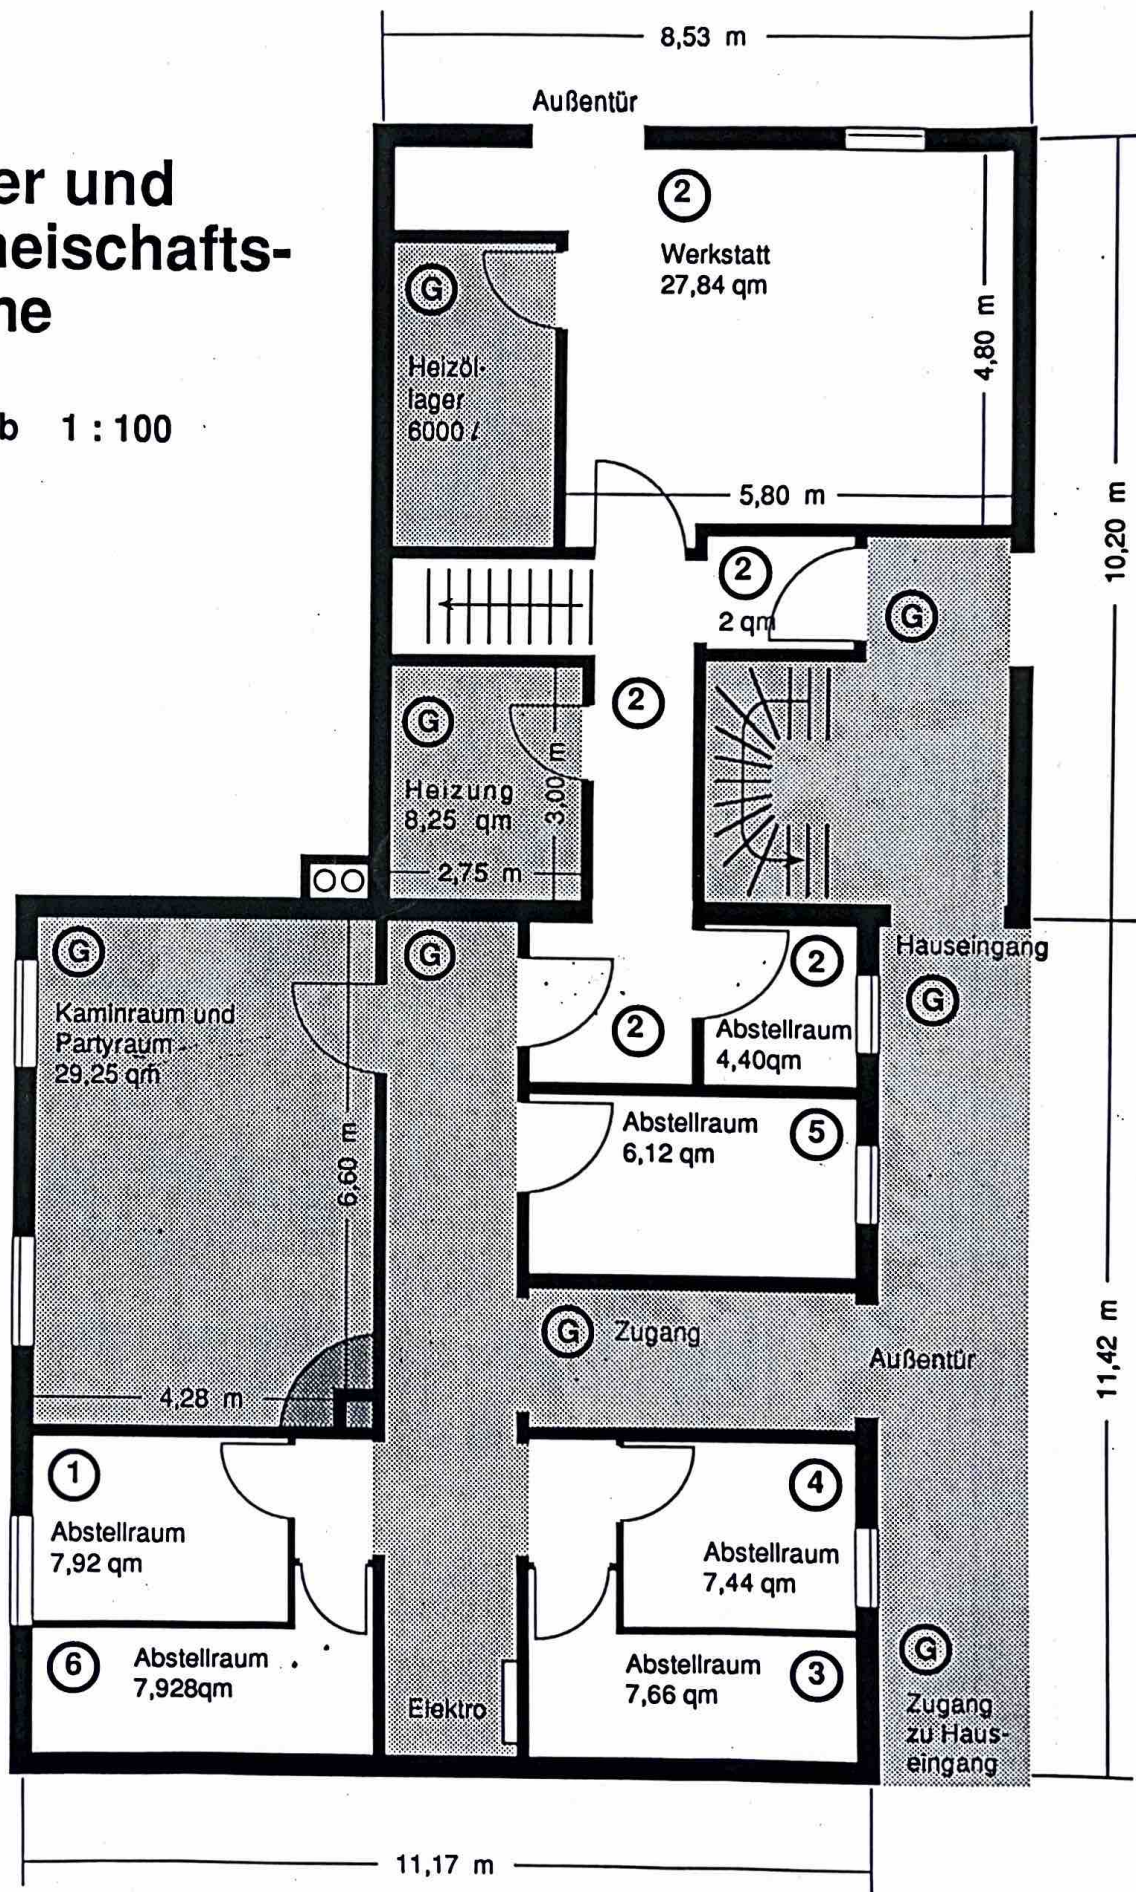 8,53 m
Außentür
er und
neischafts-
ne
b 1 : 100
2
Werkstatt
27,84 qm
4,80 m
G
Heizöl-
lager
6000 l
5,80 m
10,20 m
2
2 qm
G
2
G
Heizung
8,25 qm
3,00 m
2,75 m
G
Kaminraum und
Partyraum
29,25 qm
6,60 m
4,28 m
G
2
2
Abstellraum
4,40qm
Hauseingang
G
Abstellraum
6,12 qm
5
G Zugang
Außentür
11,42 m
1
Abstellraum
7,92 qm
4
Abstellraum
7,44 qm
6
Abstellraum
7,928qm
Elektro
Abstellraum
7,66 qm
3
G
Zugang
zu Haus-
eingang
11,17 m